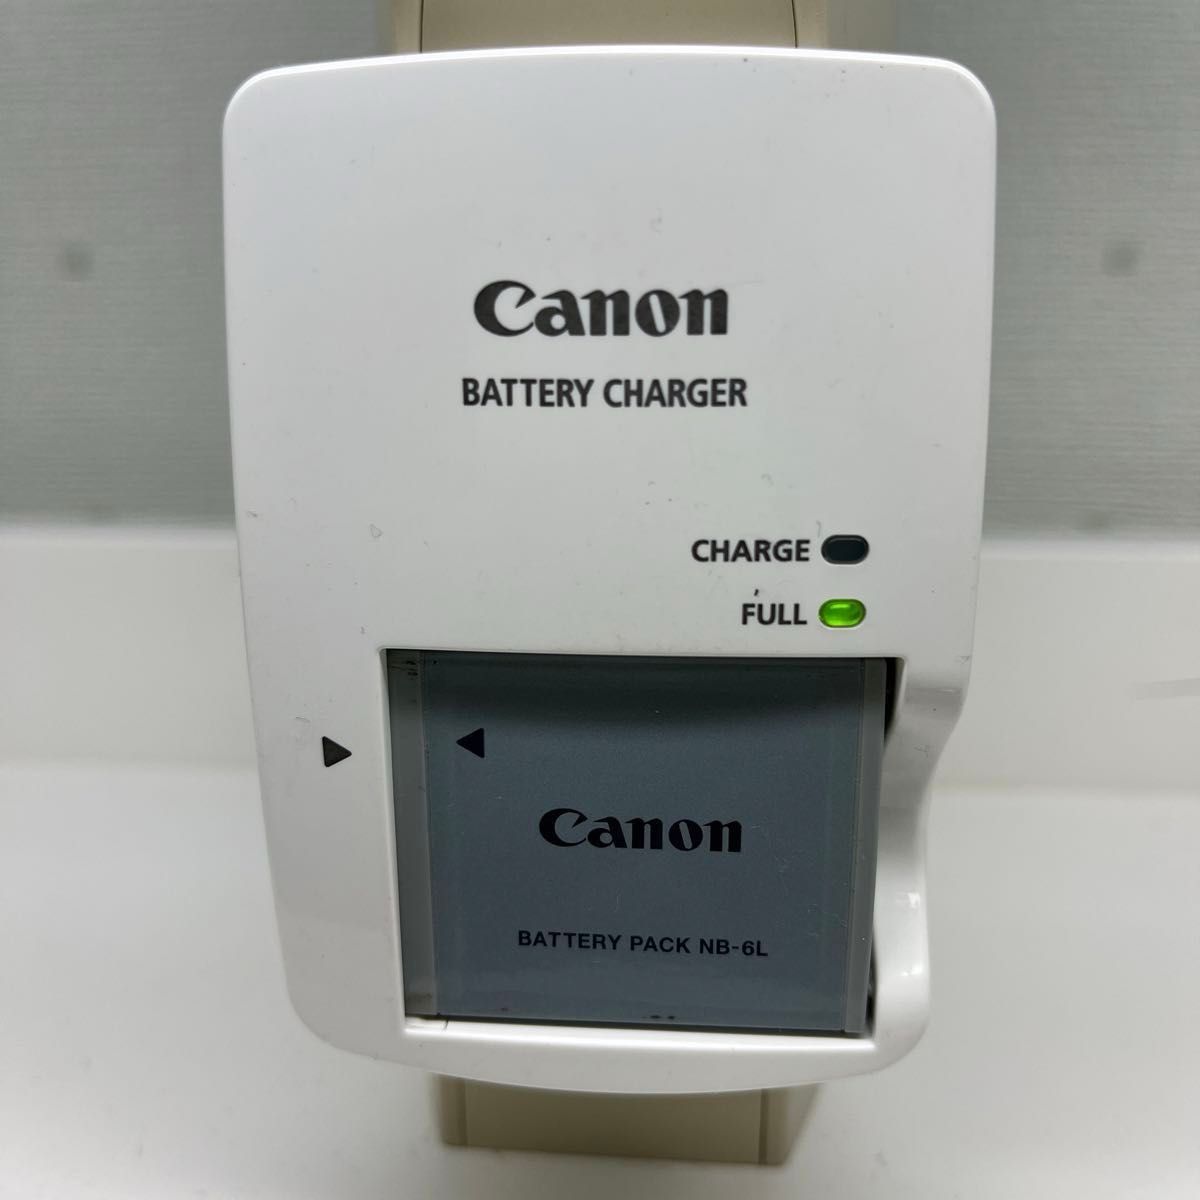 Canon
BATTERY CHARGER
CHARGE
FULL
Canon
BATTERY PACK NB-6L